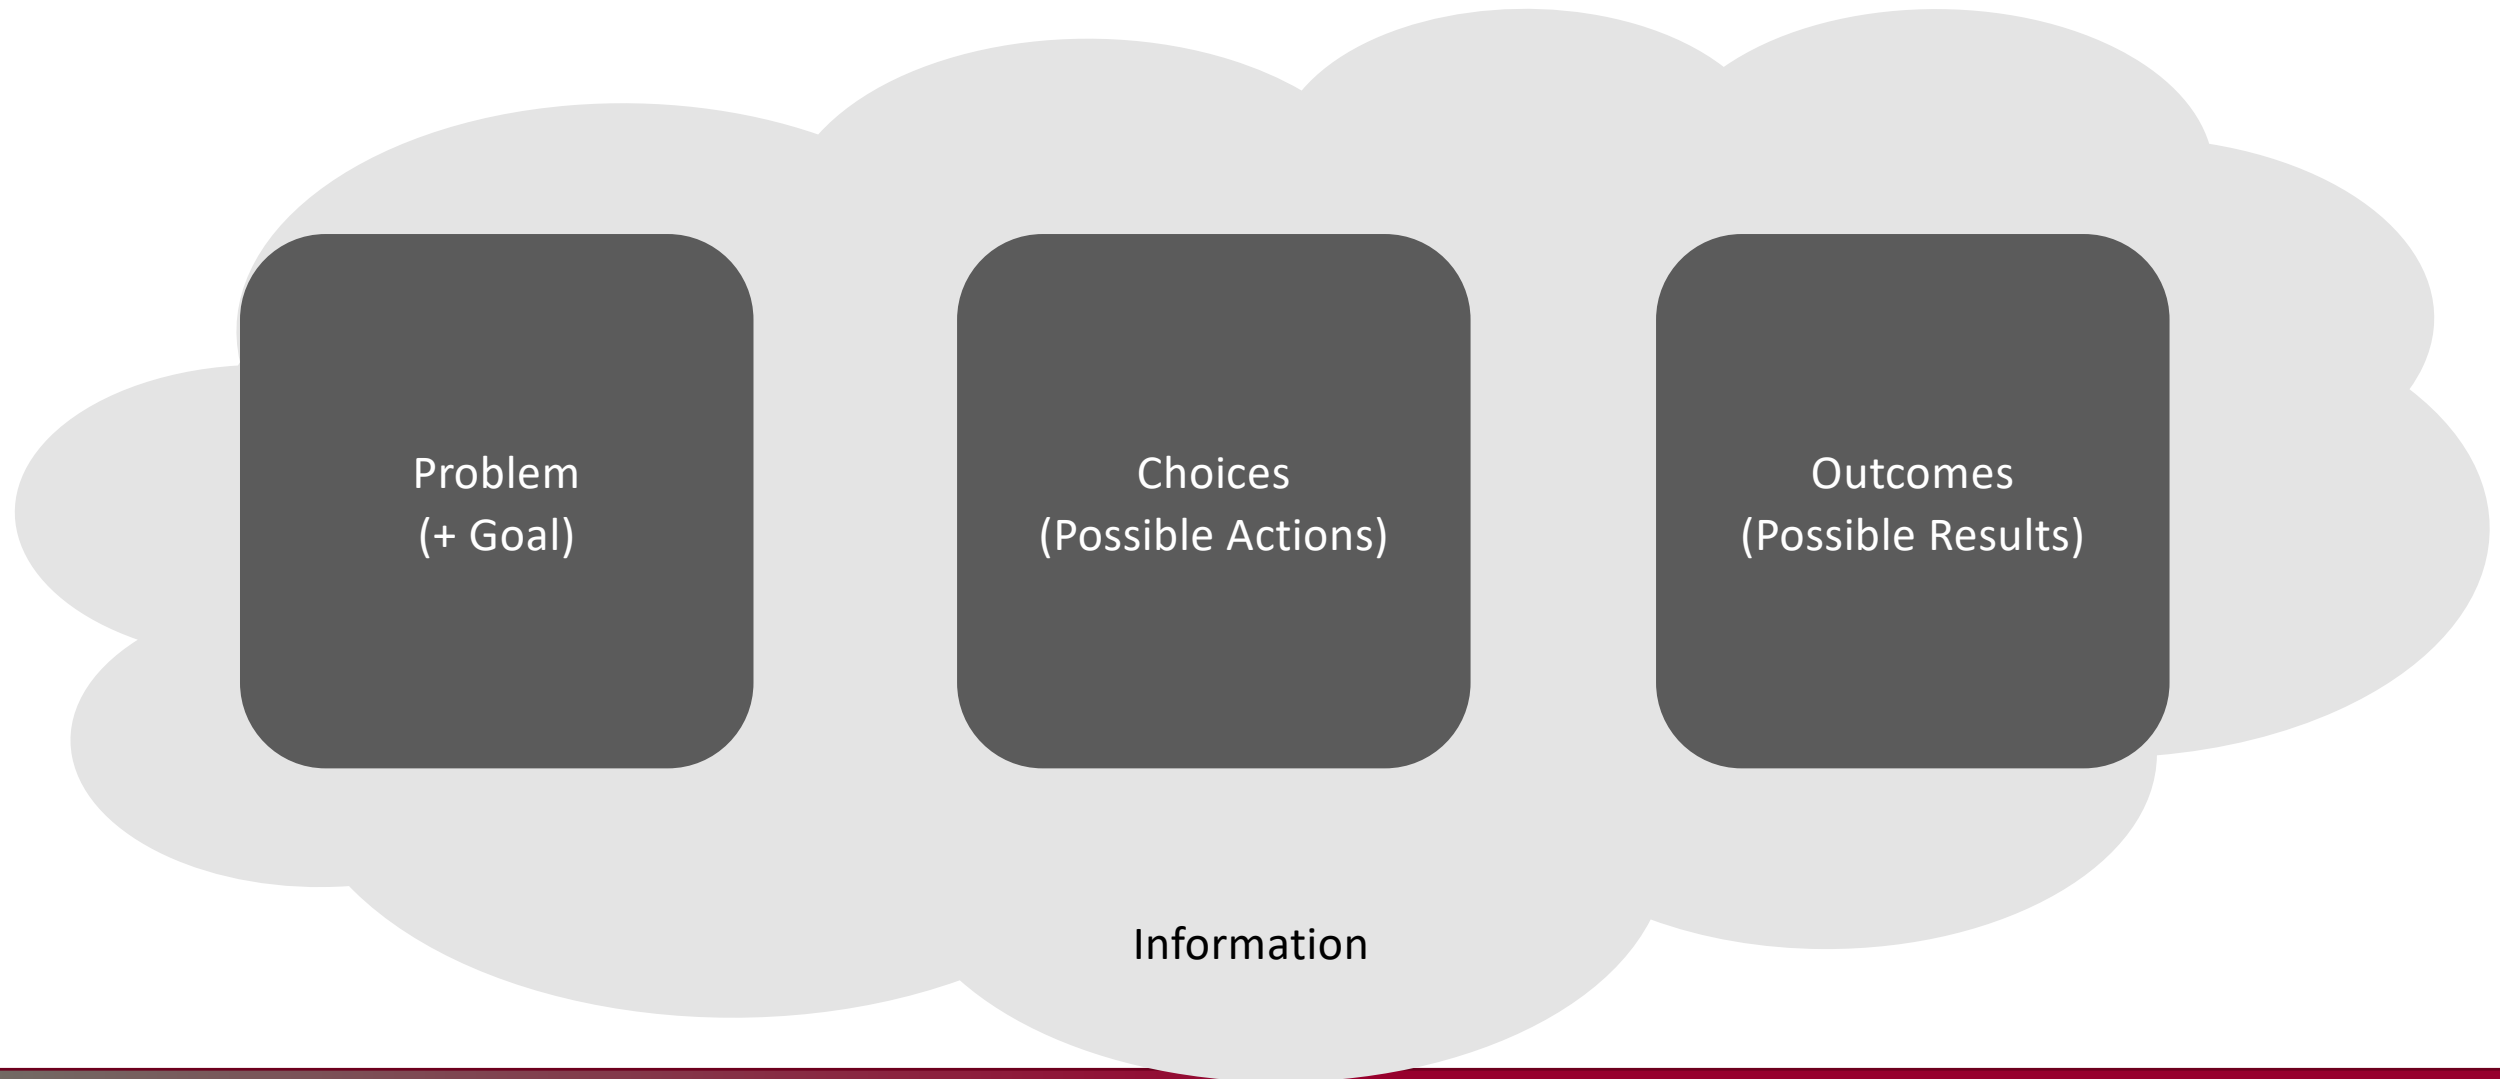 Problem
(+ Goal)
Choices
(Possible Actions)
Outcomes
(Possible Results)
Information